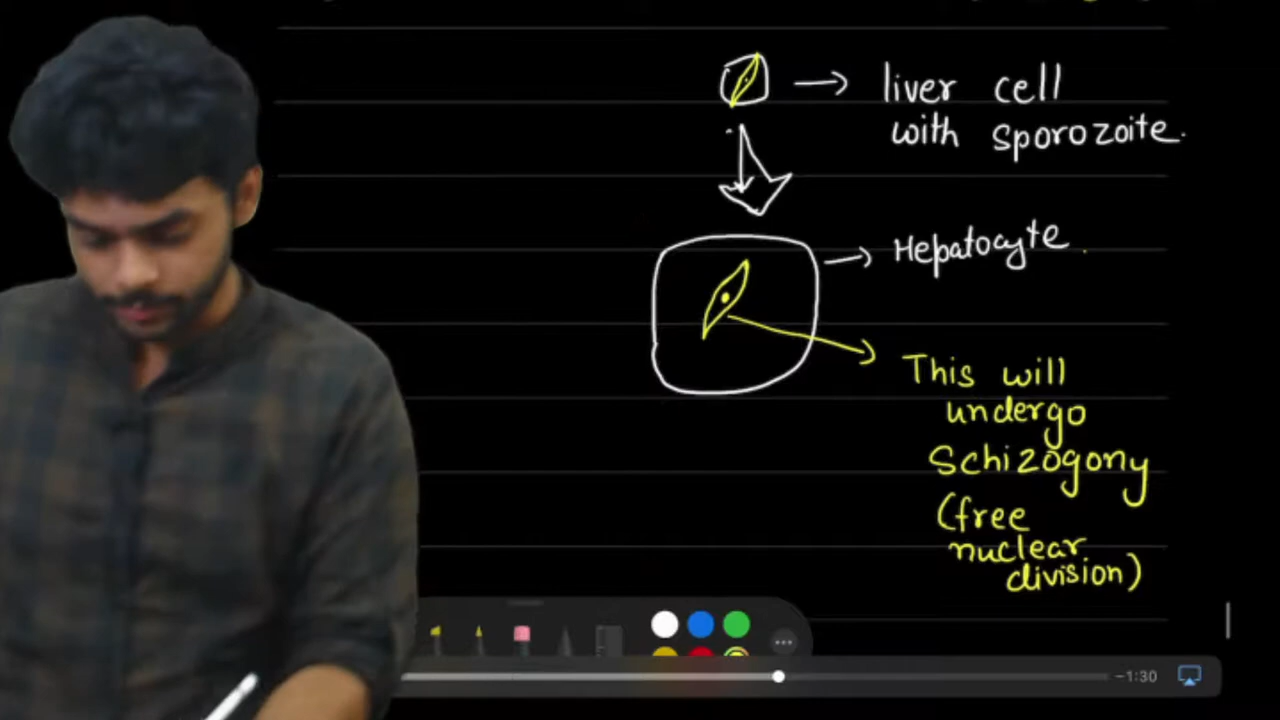 liver cell
with sporozoite.
Hepatocyte.
This will
undergo
Schizogony
(free
nuclear
division)
-1:30